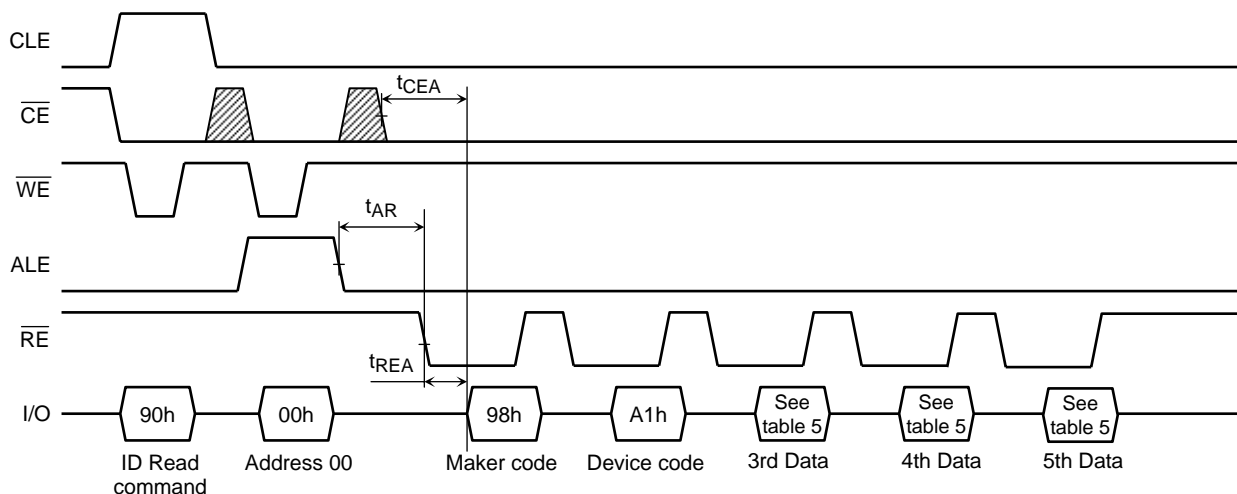 CLE
tCEA
CE
WE
tAR
ALE
RE
tREA
I/O
90h
00h
98h
A1h
See
table 5
See
table 5
See
table 5
ID Read
command
Address 00
Maker code
Device code
3rd Data
4th Data
5th Data